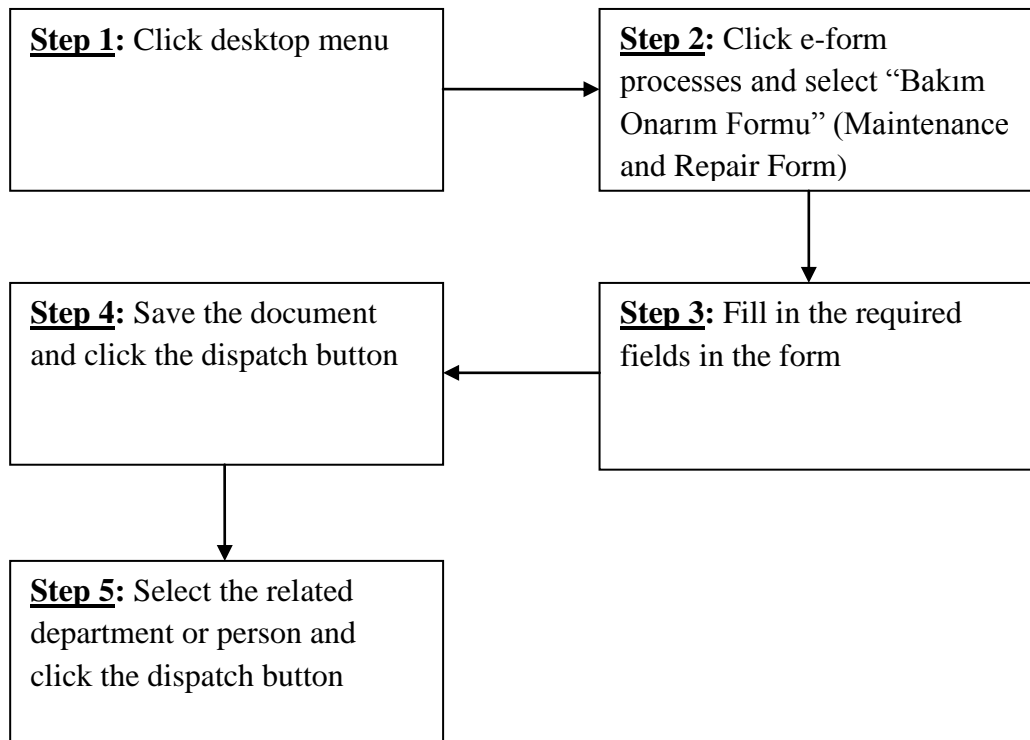 Step 1: Click desktop menu
Step 2: Click e-form
processes and select “Bakım
Onarım Formu” (Maintenance
and Repair Form)
Step 3: Fill in the required
fields in the form
Step 4: Save the document
and click the dispatch button
Step 5: Select the related
department or person and
click the dispatch button